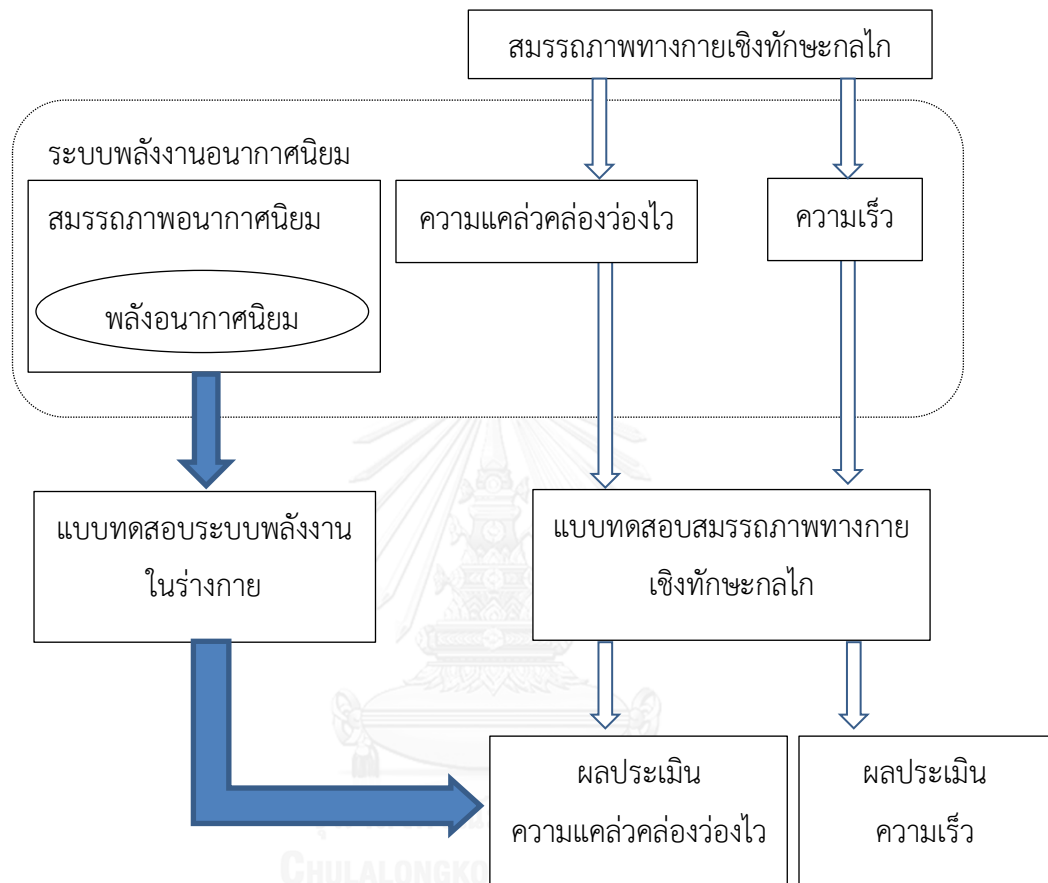 สมรรถภาพทางกายเชิงทักษะกลไก
ระบบพลังงานอนากาศนิยม
สมรรถภาพอนากาศนิยม
พลังอนากาศนิยม
ความแคล่วคล่องว่องไว
ความเร็ว
แบบทดสอบระบบพลังงาน
ในร่างกาย
แบบทดสอบสมรรถภาพทางกาย
เชิงทักษะกลไก
ผลประเมิน
ความแคล่วคล่องว่องไว
ผลประเมิน
ความเร็ว
CHULALONGKO